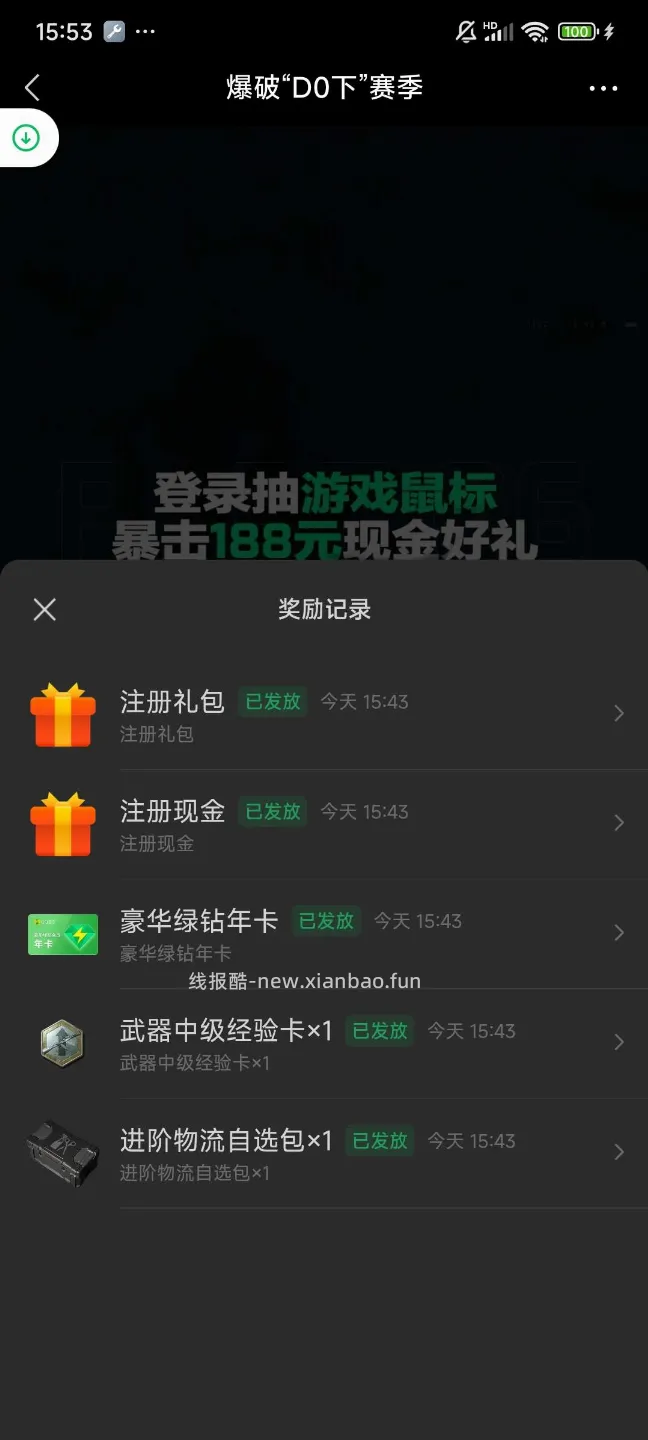 15:53
HD
100
爆破“D0下”赛季
登录抽游戏鼠标
暴击188元现金好礼
奖励记录
注册礼包 已发放 今天 15:43
注册礼包
注册现金 已发放 今天 15:43
注册现金
豪华绿钻年卡 已发放 今天 15:43
年卡
豪华绿钻年卡
线报酷-new.xianbao.fun
武器中级经验卡×1 已发放 今天 15:43
武器中级经验卡×1
进阶物流自选包×1 已发放 今天 15:43
进阶物流自选包×1